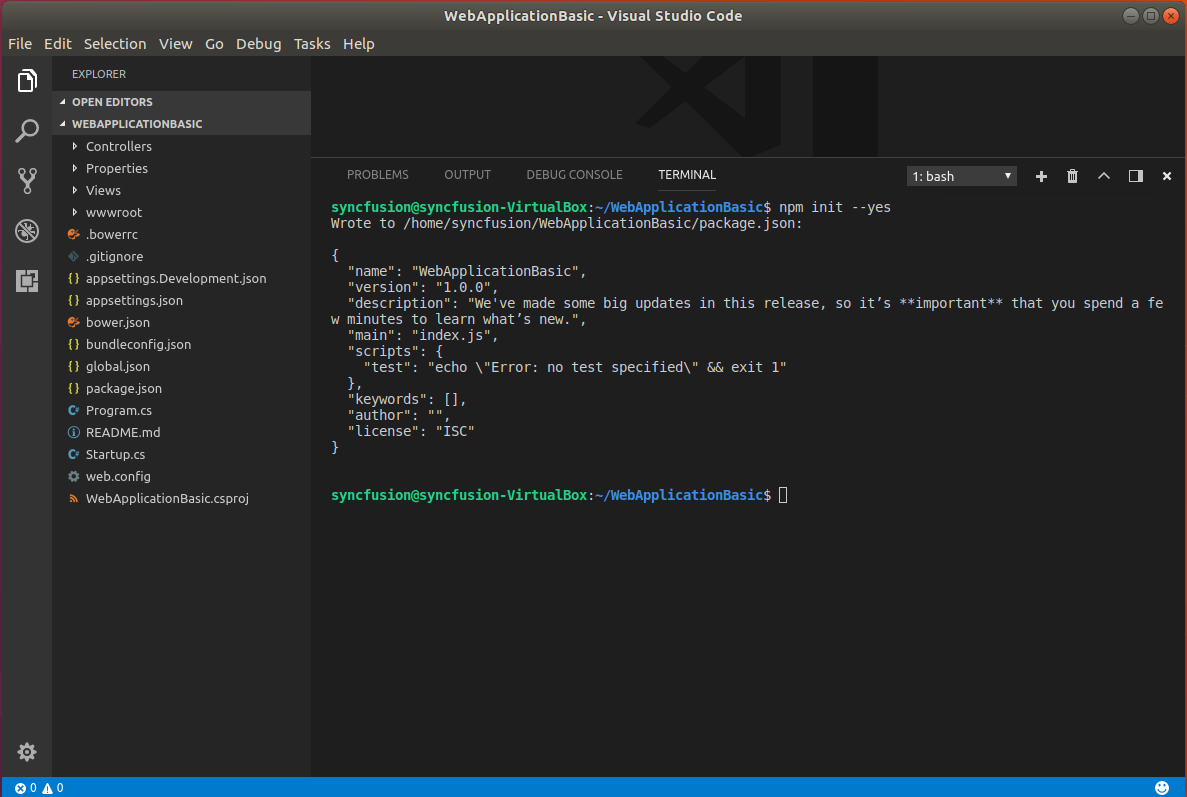 WebApplicationBasic - Visual Studio Code
File Edit Selection View Go Debug Tasks Help
EXPLORER
OPEN EDITORS
WEBAPPLICATIONBASIC
Controllers
Properties
Views
wwwroot
.bowerrc
.gitignore
appsettings.Development.json
appsettings.json
bower.json
bundleconfig.json
global.json
package.json
Program.cs
README.md
Startup.cs
web.config
WebApplicationBasic.csproj
PROBLEMS OUTPUT DEBUG CONSOLE TERMINAL 1: bash
syncfusion@syncfusion-VirtualBox:~/WebApplicationBasic$ npm init --yes
Wrote to /home/syncfusion/WebApplicationBasic/package.json:
{
"name": "WebApplicationBasic",
"version": "1.0.0",
"description": "We've made some big updates in this release, so it’s **important** that you spend a fe
w minutes to learn what’s new.",
"main": "index.js",
"scripts": {
"test": "echo \"Error: no test specified\" && exit 1"
},
"keywords": [],
"author": "",
"license": "ISC"
}
syncfusion@syncfusion-VirtualBox:~/WebApplicationBasic$
0 0